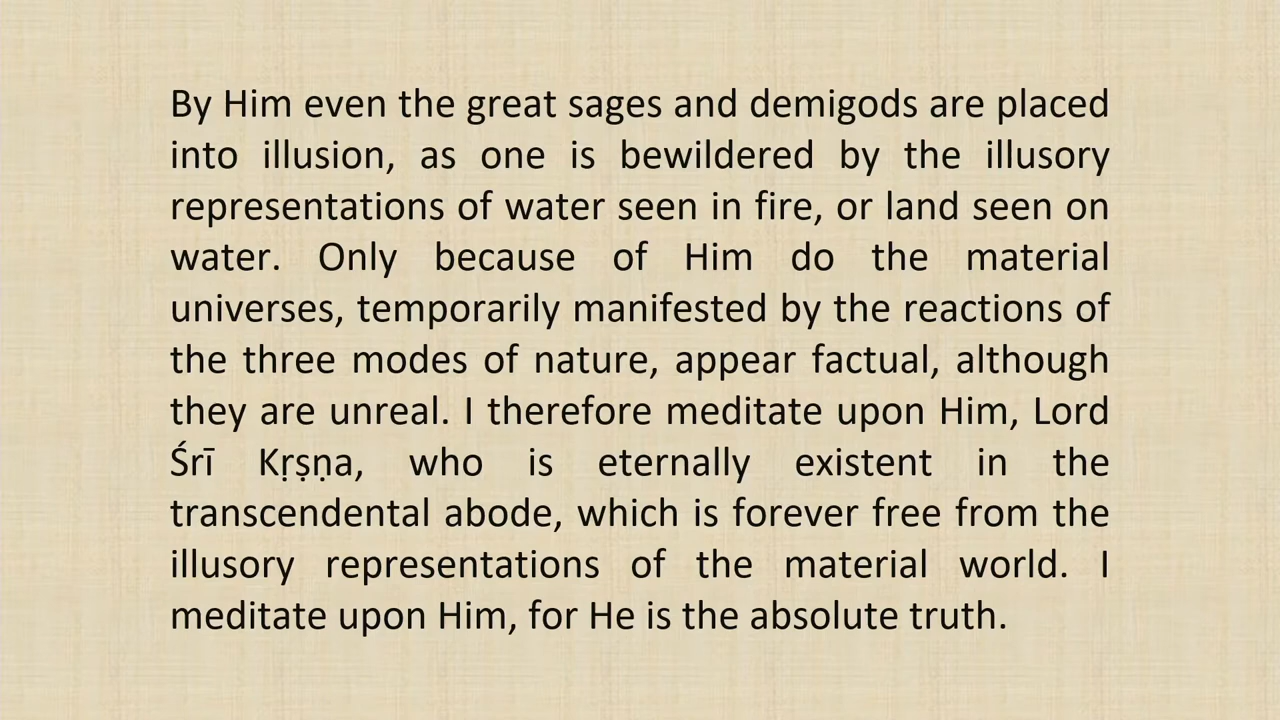 By Him even the great sages and demigods are placed
into illusion, as one is bewildered by the illusory
representations of water seen in fire, or land seen on
water. Only because of Him do the material
universes, temporarily manifested by the reactions of
the three modes of nature, appear factual, although
they are unreal. I therefore meditate upon Him, Lord
Śrī Kṛṣṇa, who is eternally existent in the
transcendental abode, which is forever free from the
illusory representations of the material world. I
meditate upon Him, for He is the absolute truth.